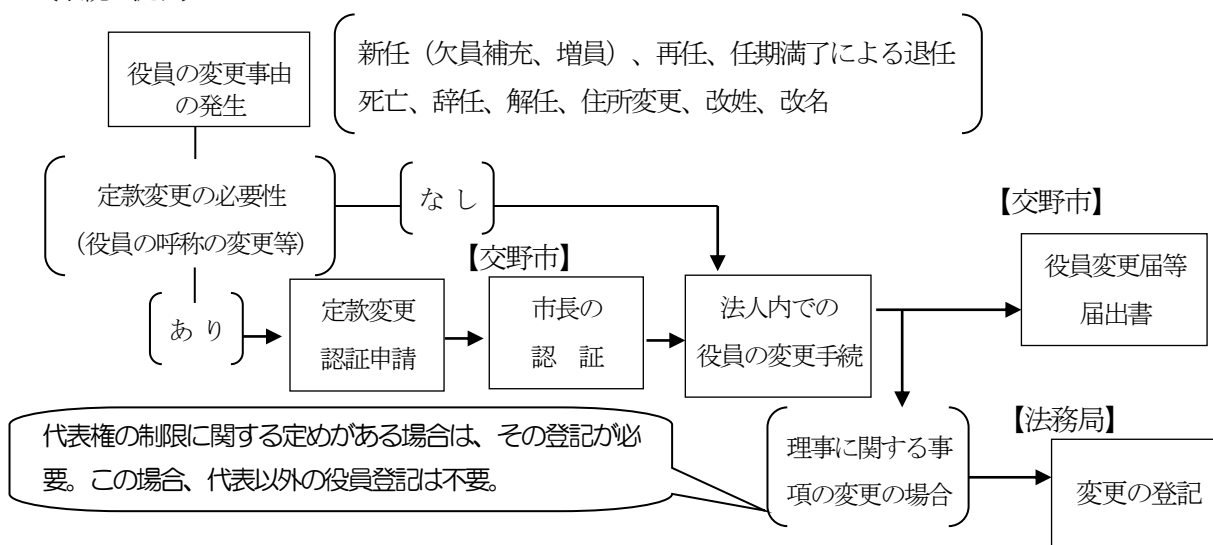 役員の変更事由
の発生
新任（欠員補充、増員）、再任、任期満了による退任
死亡、辞任、解任、住所変更、改姓、改名
定款変更の必要性
（役員の呼称の変更等）
な し
あ り
定款変更
認証申請
【交野市】
市長の
認 証
法人内での
役員の変更手続
【交野市】
役員変更届等
届出書
代表権の制限に関する定めがある場合は、その登記が必
要。この場合、代表以外の役員登記は不要。
理事に関する事
項の変更の場合
【法務局】
変更の登記